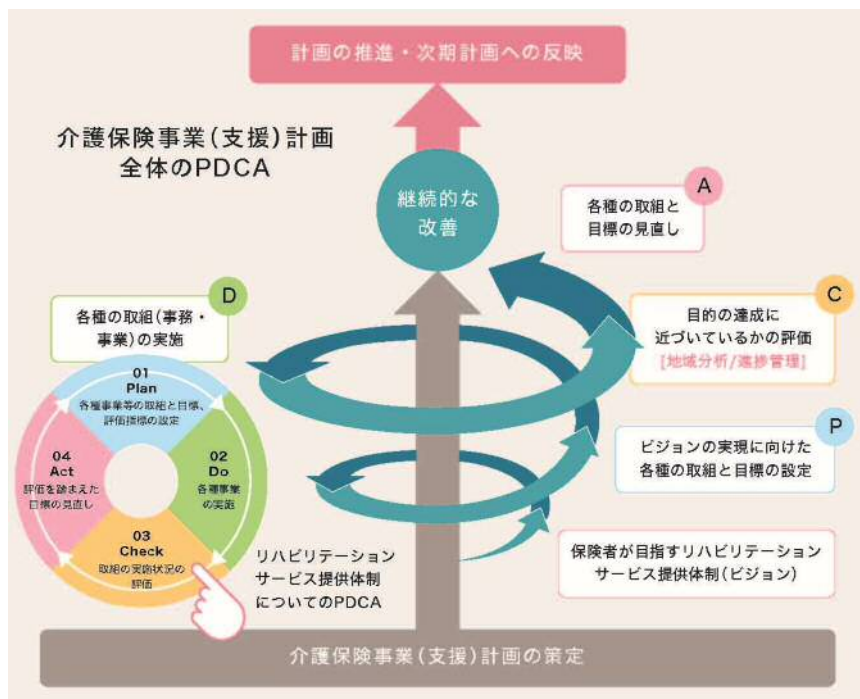 計画の推進・次期計画への反映
介護保険事業(支援)計画
全体のPDCA
継続的な
改善
A
各種の取組と
目標の見直し
D
各種の取組(事務・
事業)の実施
C
目的の達成に
近づいているかの評価
[地域分析/進捗管理]
01
Plan
各種事業等の取組と目標、
評価指標の設定
04
Act
評価を踏まえた
目標の見直し
02
Do
各種事業
の実施
03
Check
取組の実施状況の
評価
P
ビジョンの実現に向けた
各種の取組と目標の設定
リハビリテーション
サービス提供体制
についてのPDCA
保険者が目指すリハビリテーション
サービス提供体制(ビジョン)
介護保険事業(支援)計画の策定